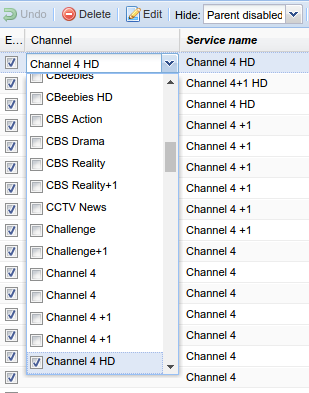 Undo Delete Edit Hide: Parent disabled
E... Channel Service name
Channel 4 HD Channel 4 HD
CBeebies Channel 4+1 HD
CBeebies HD Channel 4 HD
CBS Action Channel 4 +1
CBS Drama Channel 4 +1
CBS Reality Channel 4 +1
CBS Reality+1 Channel 4 +1
CCTV News Channel 4 +1
Challenge Channel 4 +1
Challenge+1 Channel 4
Channel 4 Channel 4
Channel 4 Channel 4
Channel 4 +1 Channel 4
Channel 4 +1 Channel 4
Channel 4 HD Channel 4
Channel 4